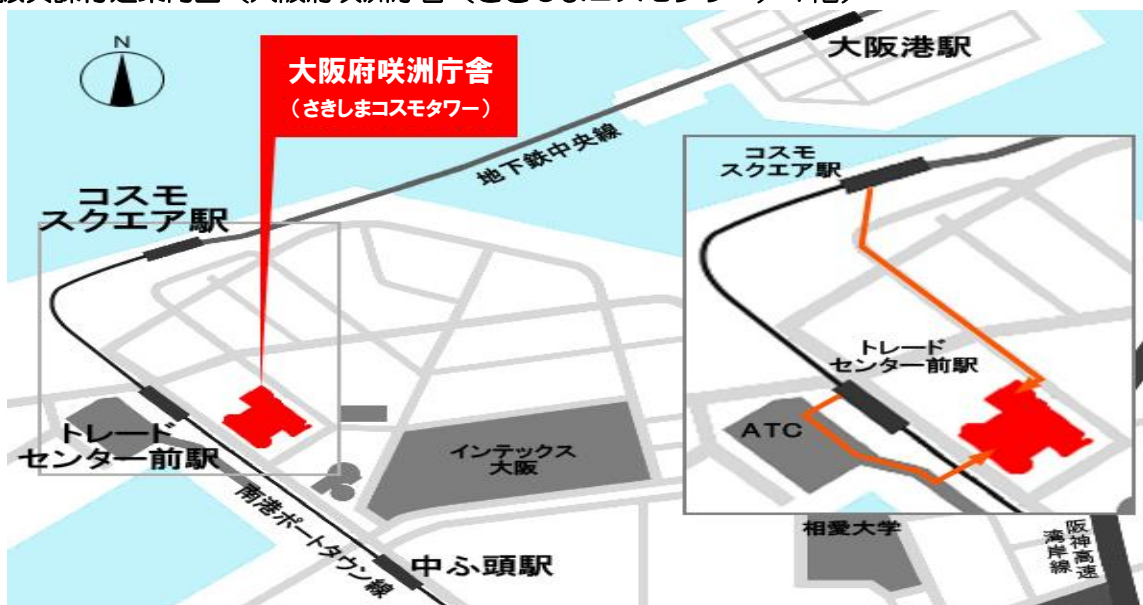 大阪府咲洲庁舎
（さきしまコスモタワー）
N
大阪港駅
地下鉄中央線
コスモ
スクエア駅
トレード
センター前駅
インテックス
大阪
南港ポートタウン線
中ふ頭駅
コスモ
スクエア駅
トレード
センター前駅
ATC
相愛大学
阪神高速
湾岸線